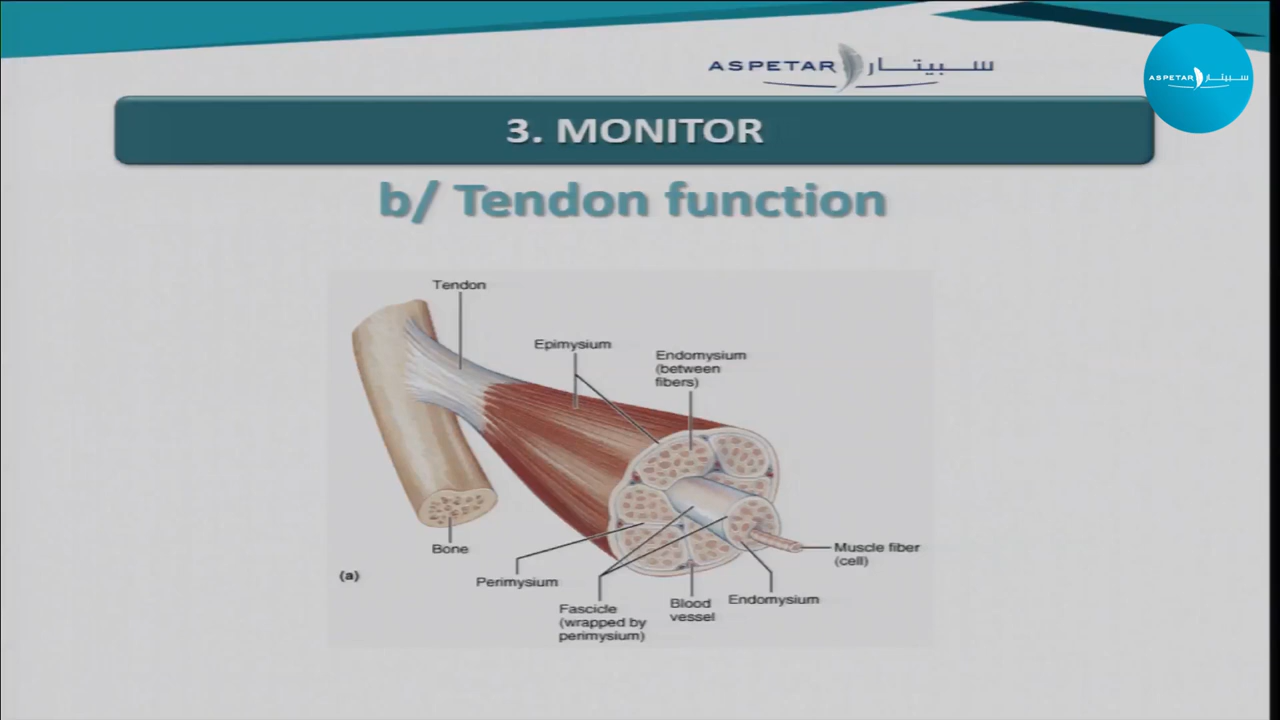 ASPETAR سبيتار
ASPETAR سبيتار
3. MONITOR
b/ Tendon function
Tendon
Epimysium
Endomysium
(between
fibers)
Bone
Perimysium
(a)
Fascicle
(wrapped by
perimysium)
Blood
vessel
Endomysium
Muscle fiber
(cell)